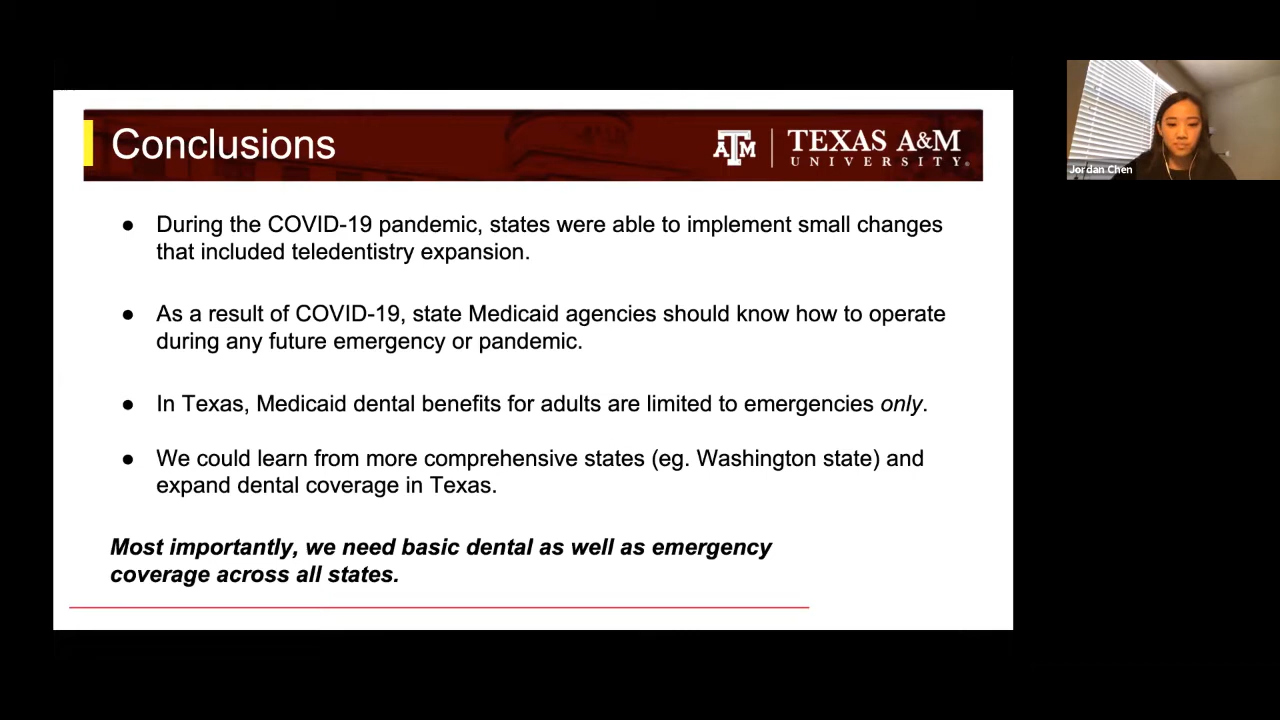 Conclusions
ĀM | TEXAS A&M
UNIVERSITY®
During the COVID-19 pandemic, states were able to implement small changes
that included teledentistry expansion.
As a result of COVID-19, state Medicaid agencies should know how to operate
during any future emergency or pandemic.
In Texas, Medicaid dental benefits for adults are limited to emergencies only.
We could learn from more comprehensive states (eg. Washington state) and
expand dental coverage in Texas.
Most importantly, we need basic dental as well as emergency
coverage across all states.
Jordan Chen